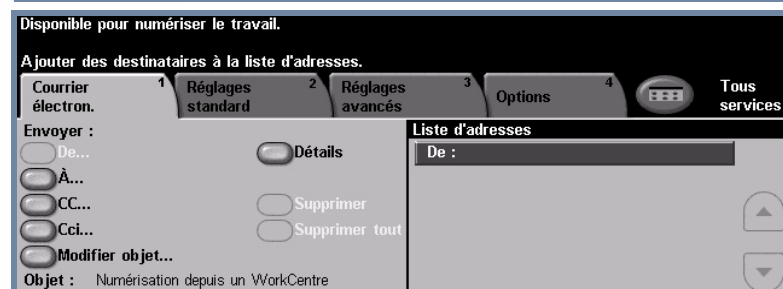 Disponible pour numériser le travail.
Ajouter des destinataires à la liste d'adresses.
Courrier électron. 1
Réglages standard 2
Réglages avancés 3
Options 4
Tous services
Envoyer :
De...
Détails
À...
CC...
Supprimer
Cci...
Supprimer tout
Modifier objet...
Objet : Numérisation depuis un WorkCentre
Liste d'adresses
De :